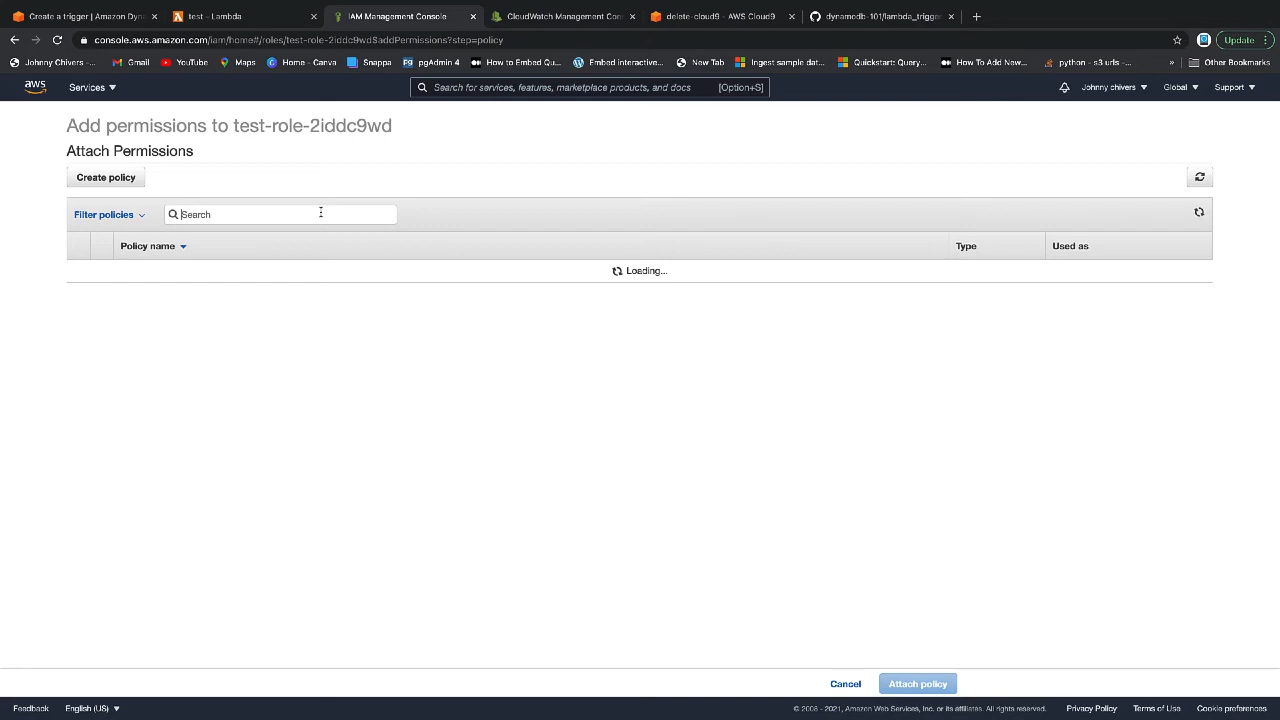 Create a trigger | Amazon Dyna
test - Lambda
IAM Management Console
CloudWatch Management Con
delete-cloud9 - AWS Cloud9
dynamodb-101/lambda_trigge
console.aws.amazon.com/iam/home#/roles/test-role-2iddc9wd$addPermissions?step=policy
Update
Johnny Chivers -...
Gmail
YouTube
Maps
Home - Canva
Snappa
pgAdmin 4
How to Embed Qu...
Embed interactive...
New Tab
Ingest sample dat...
Quickstart: Query...
How To Add New...
python - s3 urls -...
»
Other Bookmarks
aws
Services
Search for services, features, marketplace products, and docs
[Option+S]
Johnny chivers
Global
Support
Add permissions to test-role-2iddc9wd
Attach Permissions
Create policy
Filter policies
Search
Policy name
Type
Used as
Loading...
Cancel
Attach policy
Feedback
English (US)
© 2008 - 2021, Amazon Web Services, Inc. or its affiliates. All rights reserved.
Privacy Policy
Terms of Use
Cookie preferences